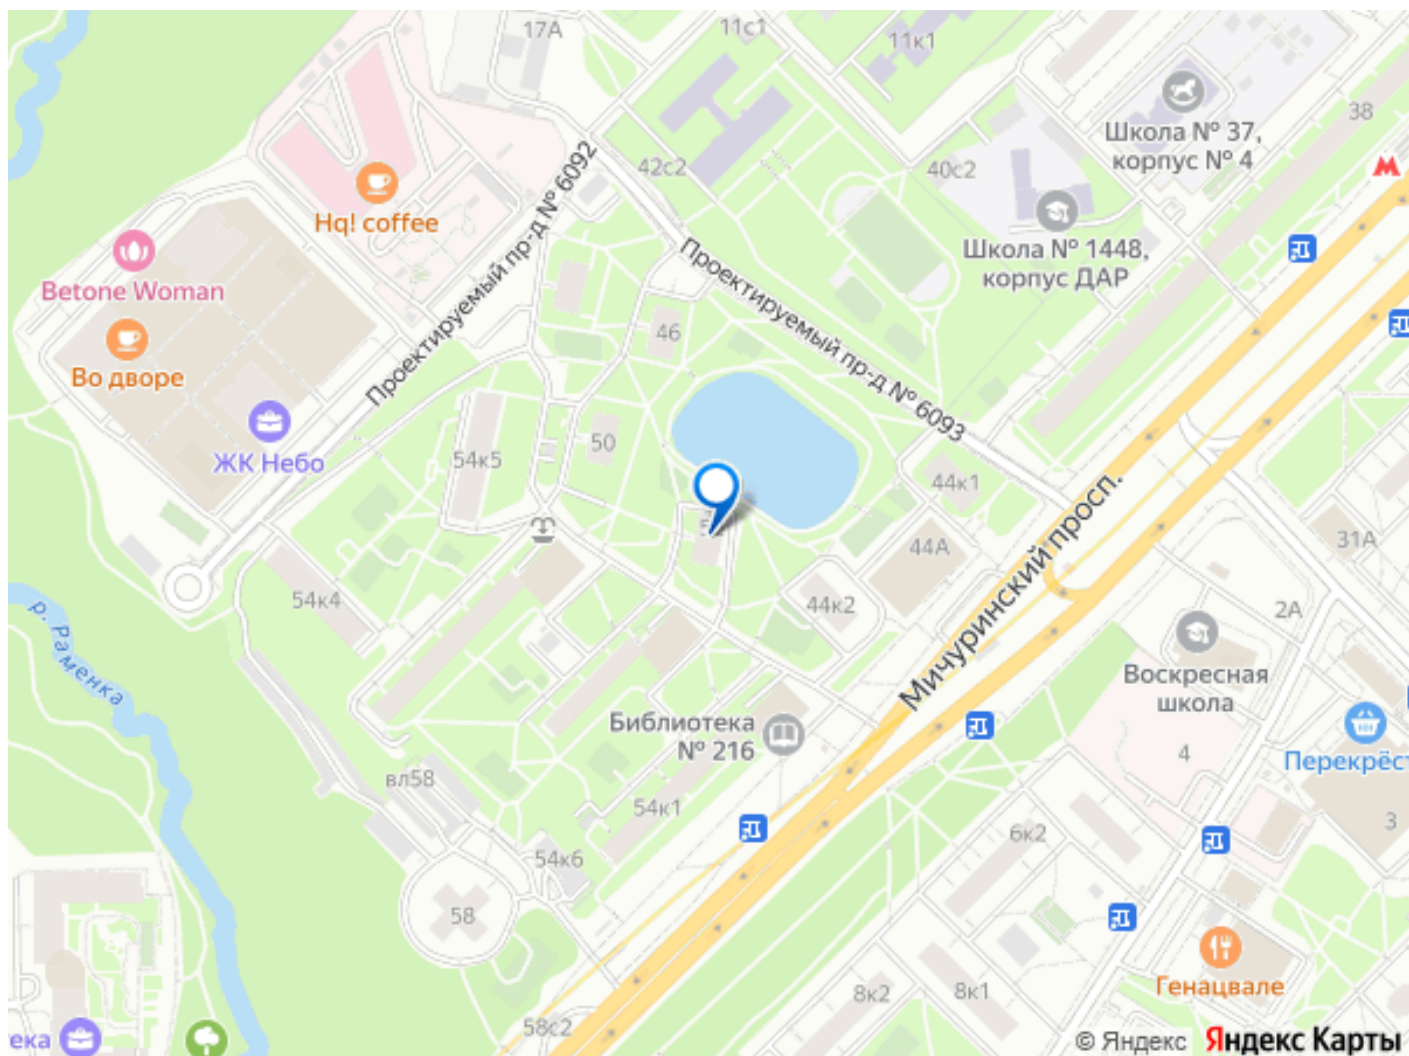 17А
11с1
11к1
38
Школа № 37,
корпус № 4
42с2
40с2
Проектируемый пр-д № 6092
Hq! coffee
Школа № 1448,
корпус ДАР
Проектируемый пр-д № 6093
Betone Woman
46
Во дворе
50
ЖК Небо
54к5
44к1
Мичуринский просп.
44А
31А
54к4
44к2
2А
р. Раменка
Воскресная
школа
Библиотека
№ 216
4
Перекрёст
вл58
54к1
3
6к2
54к6
58
Генацвале
8к2
8к1
58с2
ека
© Яндекс
Яндекс Карты